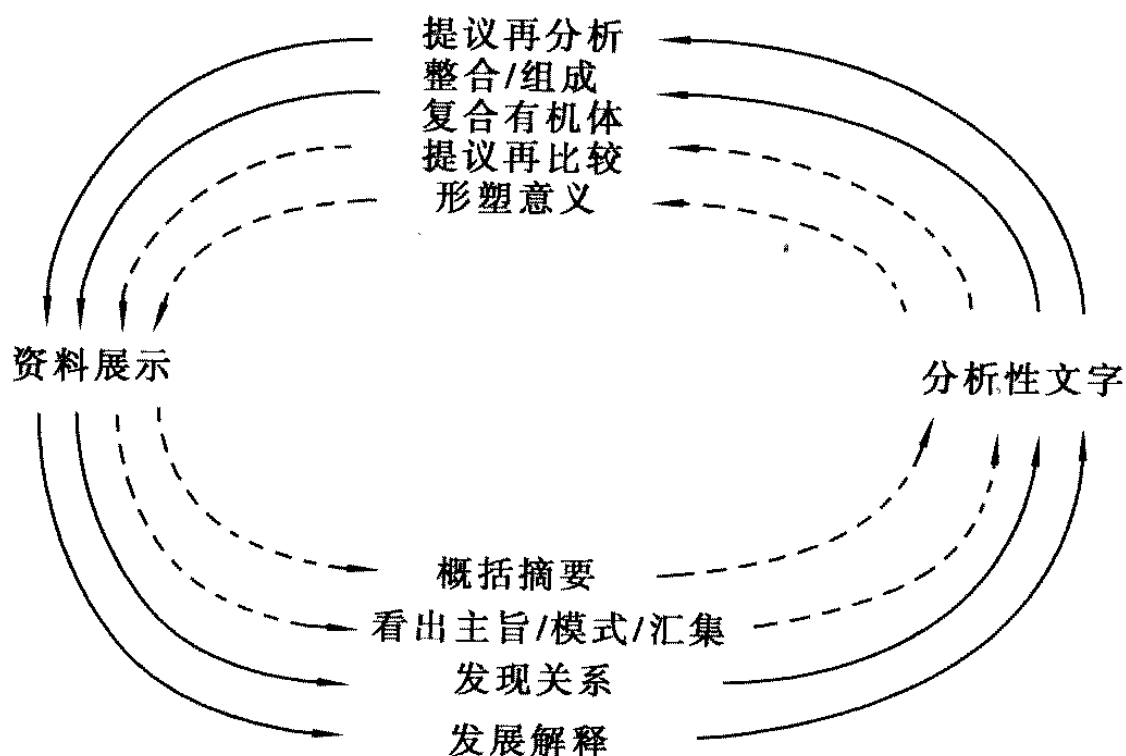 提议再分析
整合/组成
复合有机体
提议再比较
形塑意义
资料展示
分析性文字
概括摘要
看出主旨/模式/汇集
发现关系
发展解释